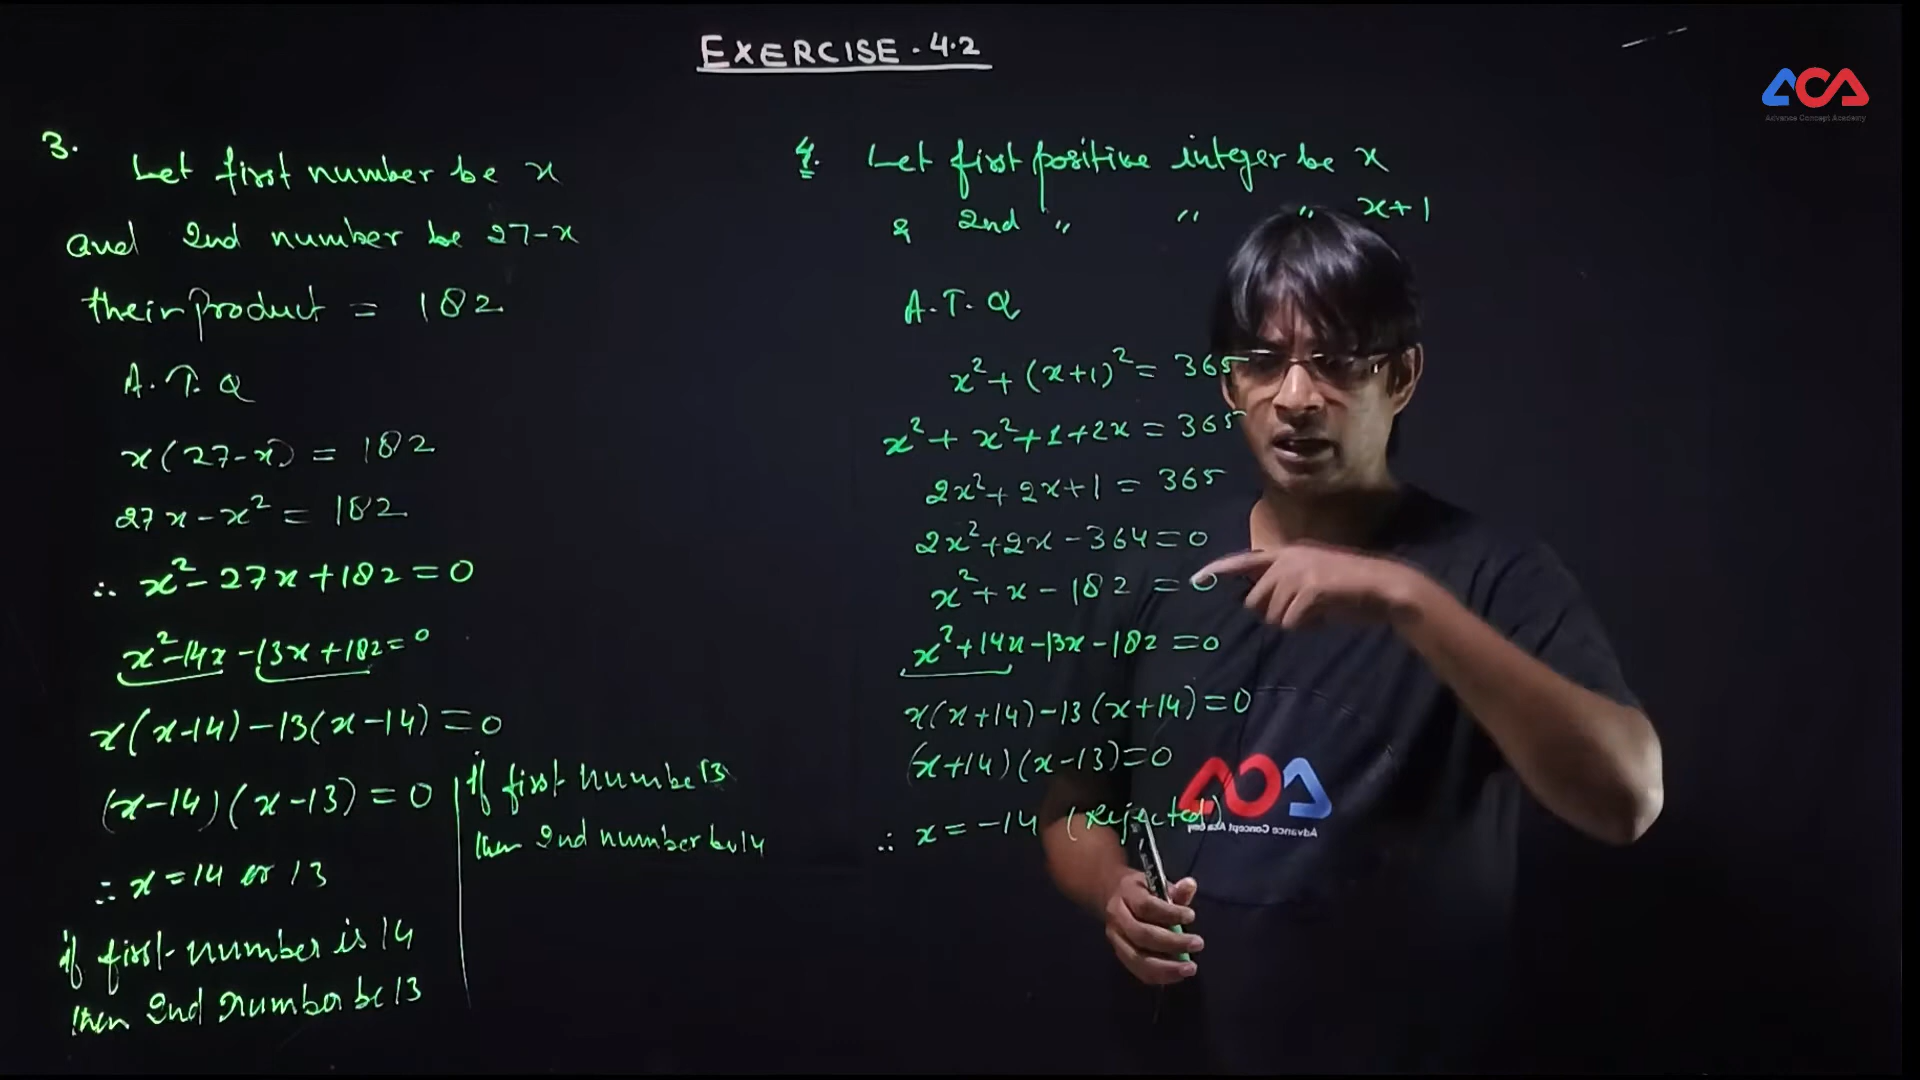 EXERCISE - 4.2
ACA
Advance Concept Academy
3.
Let first number be x
and 2nd number be 27-x
their product = 182
A.T.Q
x(27-x) = 182
27x - x² = 182
∴ x² - 27x + 182 = 0
x² - 14x - 13x + 182 = 0
x(x-14) - 13(x-14) = 0
(x-14)(x-13) = 0
∴ x = 14 or 13
if first number is 14
then 2nd number be 13
if first numbe 13
then 2nd number be 14
4. Let first positive integer be x
& 2nd " " " x+1
A.T.Q
x² + (x+1)² = 365
x² + x² + 1 + 2x = 365
2x² + 2x + 1 = 365
2x² + 2x - 364 = 0
x² + x - 182 = 0
x² + 14x - 13x - 182 = 0
x(x+14) - 13(x+14) = 0
(x+14)(x-13) = 0
∴ x = -14 (Rejected)
ACA
Advance Concept Academy